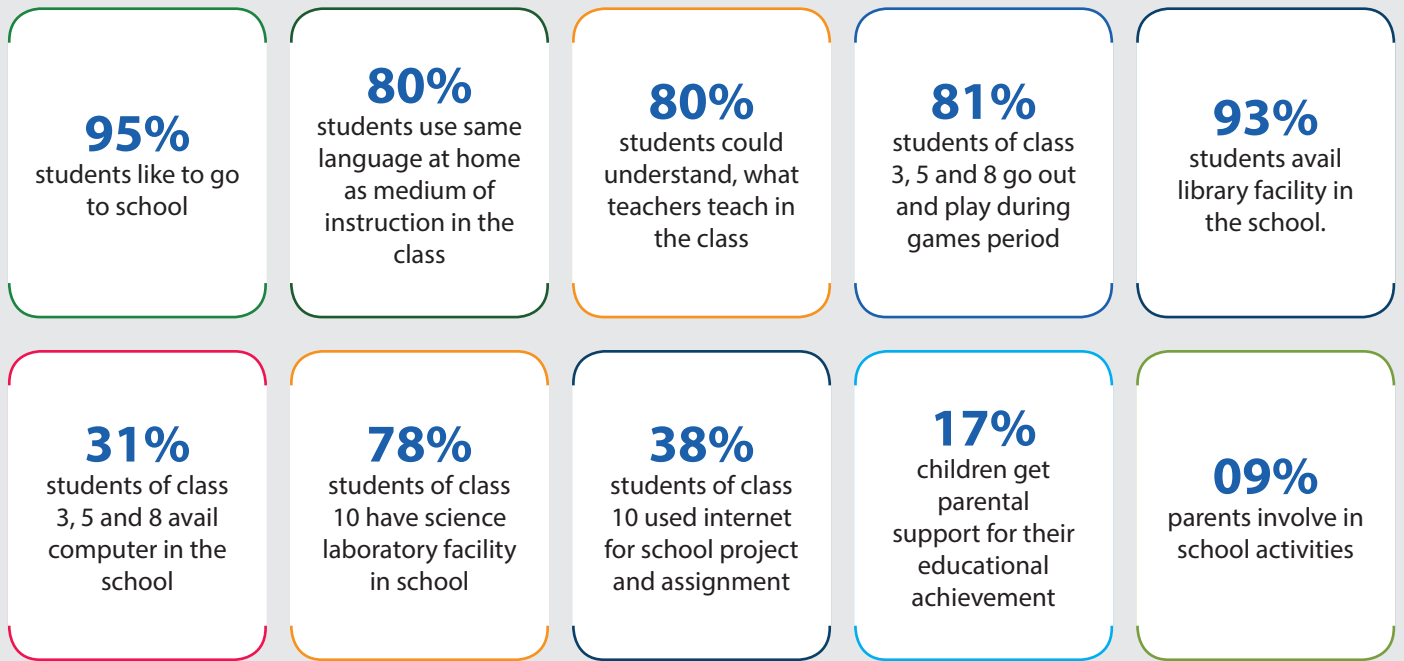 95%
students like to go
to school
80%
students use same
language at home
as medium of
instruction in the
class
80%
students could
understand, what
teachers teach in
the class
81%
students of class
3, 5 and 8 go out
and play during
games period
93%
students avail
library facility in
the school.
31%
students of class
3, 5 and 8 avail
computer in the
school
78%
students of class
10 have science
laboratory facility
in school
38%
students of class
10 used internet
for school project
and assignment
17%
children get
parental
support for their
educational
achievement
09%
parents involve in
school activities